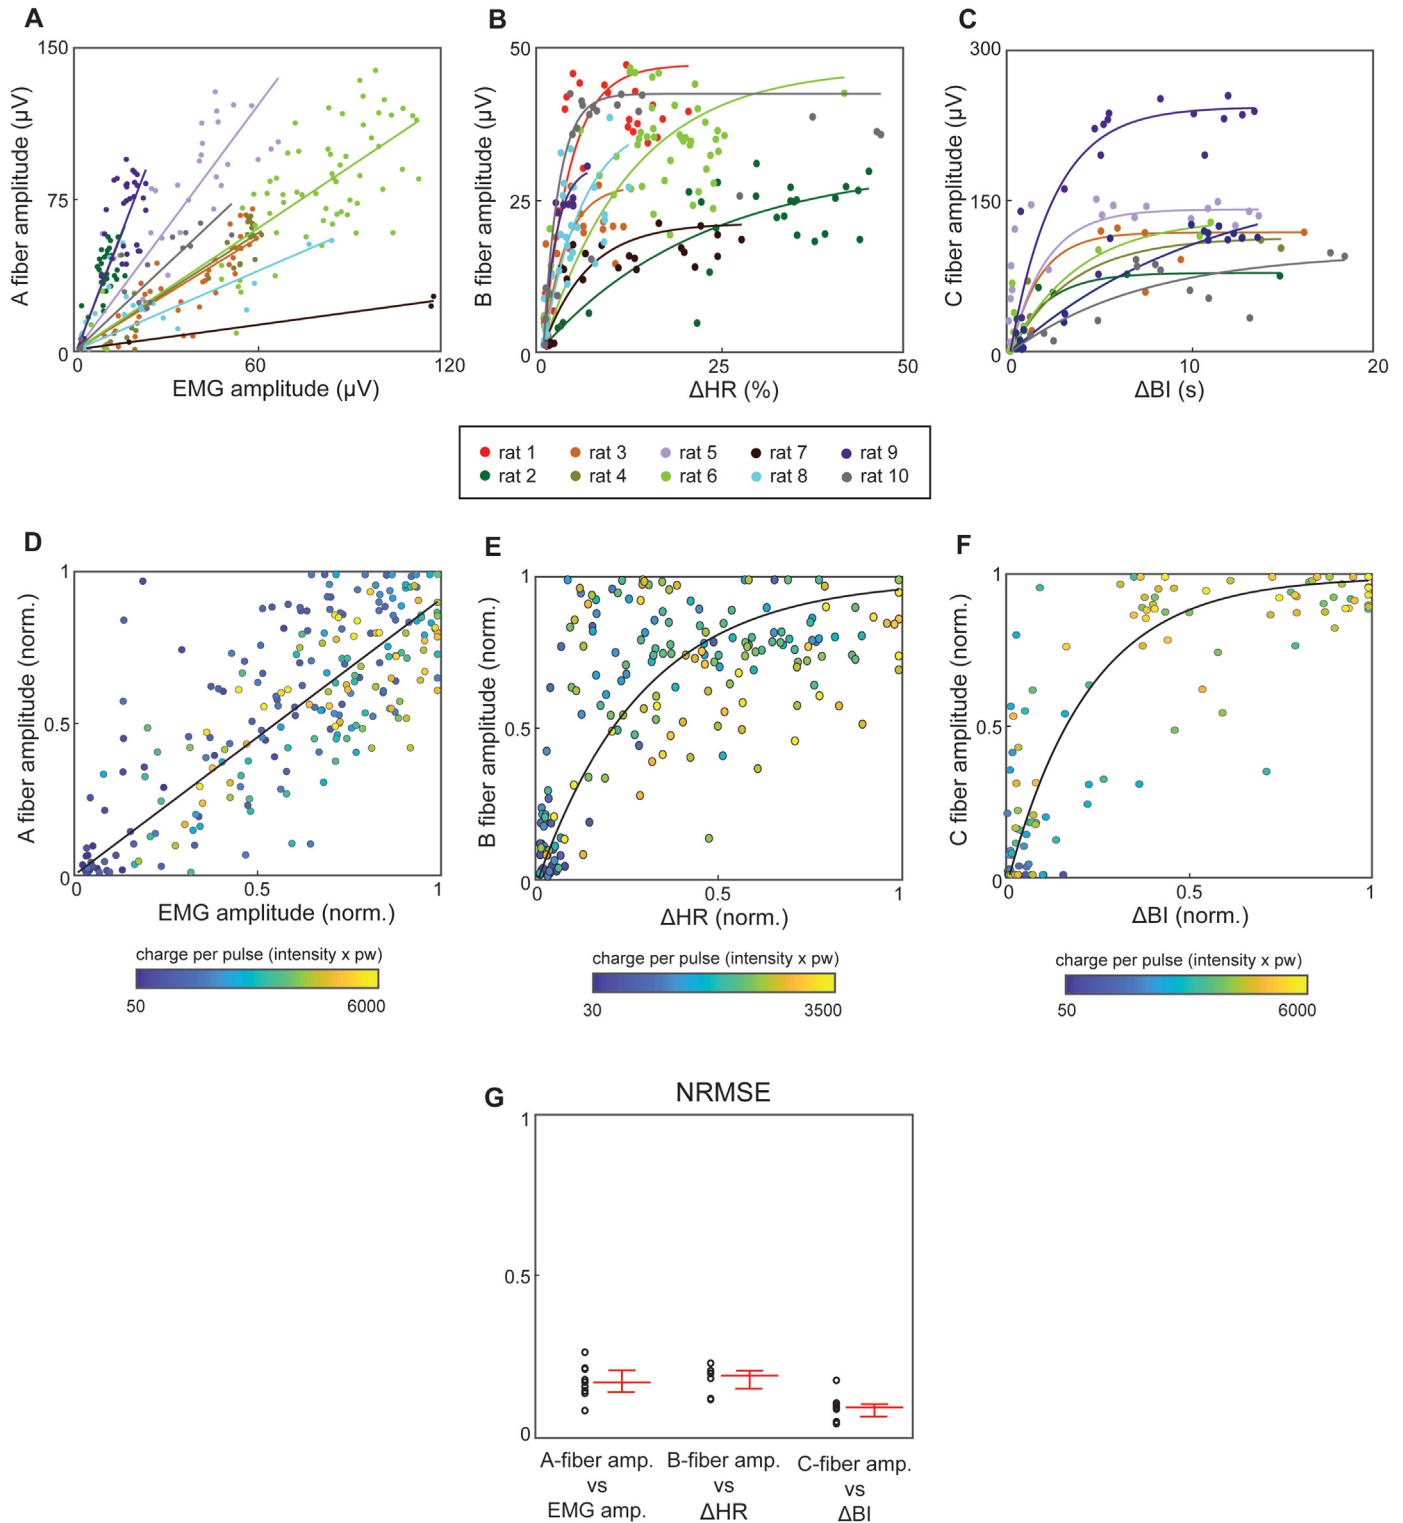 A
150
75
0
A fiber amplitude (µV)
0
60
120
EMG amplitude (µV)
B
50
25
0
B fiber amplitude (µV)
0
25
50
ΔHR (%)
C
300
150
0
C fiber amplitude (µV)
0
10
20
ΔBI (s)
rat 1
rat 3
rat 5
rat 7
rat 9
rat 2
rat 4
rat 6
rat 8
rat 10
D
1
0.5
0
A fiber amplitude (norm.)
0
0.5
1
EMG amplitude (norm.)
charge per pulse (intensity x pw)
50
6000
E
1
0.5
0
B fiber amplitude (norm.)
0
0.5
1
ΔHR (norm.)
charge per pulse (intensity x pw)
30
3500
F
1
0.5
0
C fiber amplitude (norm.)
0
0.5
1
ΔBI (norm.)
charge per pulse (intensity x pw)
50
6000
G
NRMSE
1
0.5
0
A-fiber amp.
vs
EMG amp.
B-fiber amp.
vs
ΔHR
C-fiber amp.
vs
ΔBI